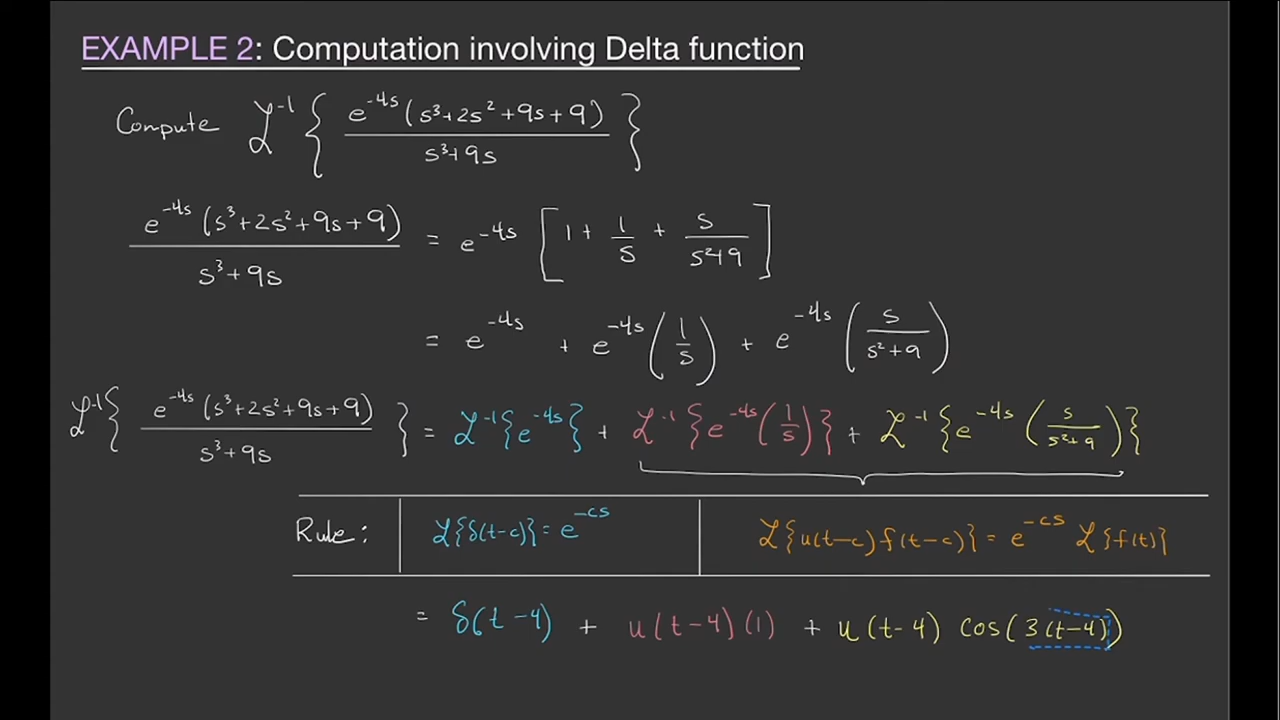 EXAMPLE 2: Computation involving Delta function
Compute ℒ⁻¹ { e^{-4s}(s³+2s²+9s+9) / s³+9s }
e^{-4s}(s³+2s²+9s+9) / s³+9s = e^{-4s} [ 1 + 1/s + s/(s²+9) ]
= e^{-4s} + e^{-4s}(1/s) + e^{-4s}(s/(s²+9))
ℒ⁻¹{ e^{-4s}(s³+2s²+9s+9) / s³+9s } = ℒ⁻¹{e^{-4s}} + ℒ⁻¹{e^{-4s}(1/s)} + ℒ⁻¹{e^{-4s}(s/(s²+9))}
Rule: ℒ{δ(t-c)} = e^{-cs} ℒ{u(t-c)f(t-c)} = e^{-cs} ℒ{f(t)}
= δ(t-4) + u(t-4)(1) + u(t-4) cos(3(t-4))